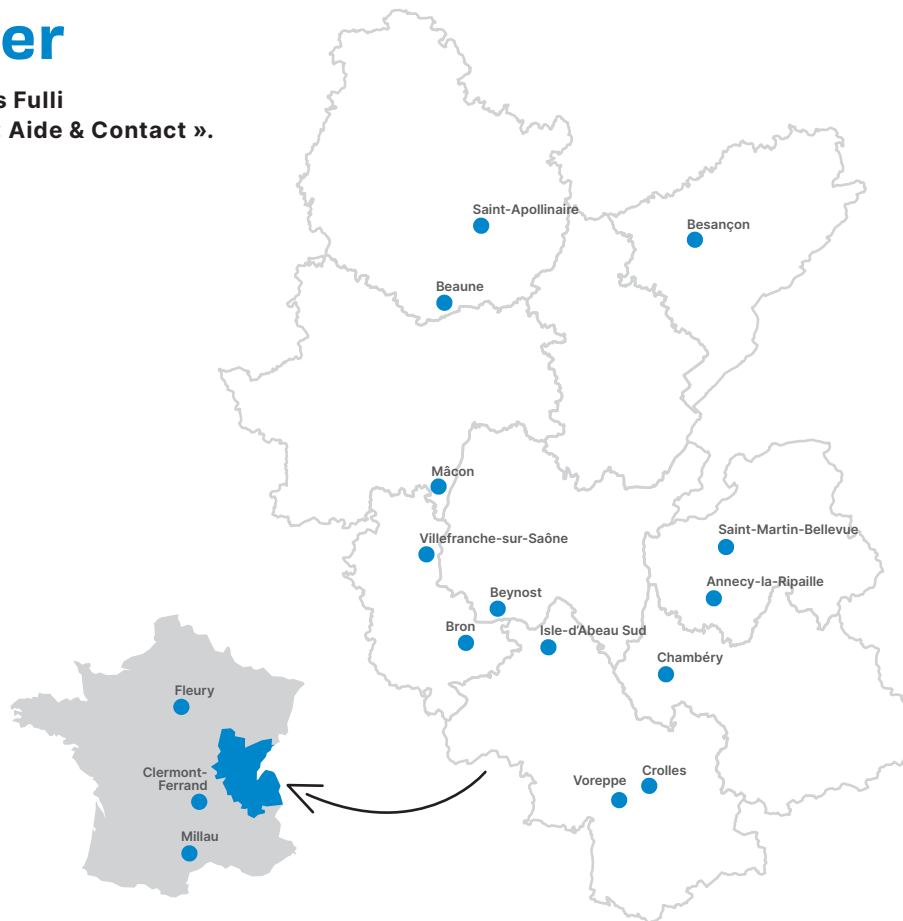 er
s Fulli
Aide & Contact ».
Saint-Apollinaire
Besançon
Beaune
Mâcon
Villefranche-sur-Saône
Saint-Martin-Bellevue
Annecy-la-Ripaille
Beynost
Bron
Isle-d'Abeau Sud
Chambéry
Voreppe
Crolles
Fleury
Clermont-
Ferrand
Millau